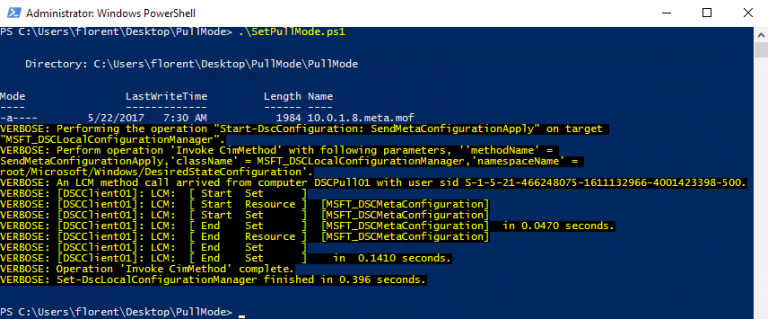 Administrator: Windows PowerShell
PS C:\Users\florent\Desktop\PullMode> .\SetPullMode.ps1
Directory: C:\Users\florent\Desktop\PullMode\PullMode
Mode LastWriteTime Length Name
---- ------------- ------ ----
-a---- 5/22/2017 7:30 AM 1984 10.0.1.8.meta.mof
VERBOSE: Performing the operation "Start-DscConfiguration: SendMetaConfigurationApply" on target
"MSFT_DSCLocalConfigurationManager".
VERBOSE: Perform operation 'Invoke CimMethod' with following parameters, ''methodName' =
SendMetaConfigurationApply,'className' = MSFT_DSCLocalConfigurationManager,'namespaceName' =
root/Microsoft/Windows/DesiredStateConfiguration'.
VERBOSE: An LCM method call arrived from computer DSCPull01 with user sid S-1-5-21-466248075-1611132966-4001423398-500.
VERBOSE: [DSCClient01]: LCM: [ Start Set ]
VERBOSE: [DSCClient01]: LCM: [ Start Resource ] [MSFT_DSCMetaConfiguration]
VERBOSE: [DSCClient01]: LCM: [ Start Set ] [MSFT_DSCMetaConfiguration]
VERBOSE: [DSCClient01]: LCM: [ End Set ] [MSFT_DSCMetaConfiguration] in 0.0470 seconds.
VERBOSE: [DSCClient01]: LCM: [ End Resource ] [MSFT_DSCMetaConfiguration]
VERBOSE: [DSCClient01]: LCM: [ End Set ]
VERBOSE: [DSCClient01]: LCM: [ End Set ] in 0.1410 seconds.
VERBOSE: Operation 'Invoke CimMethod' complete.
VERBOSE: Set-DscLocalConfigurationManager finished in 0.396 seconds.
PS C:\Users\florent\Desktop\PullMode> _